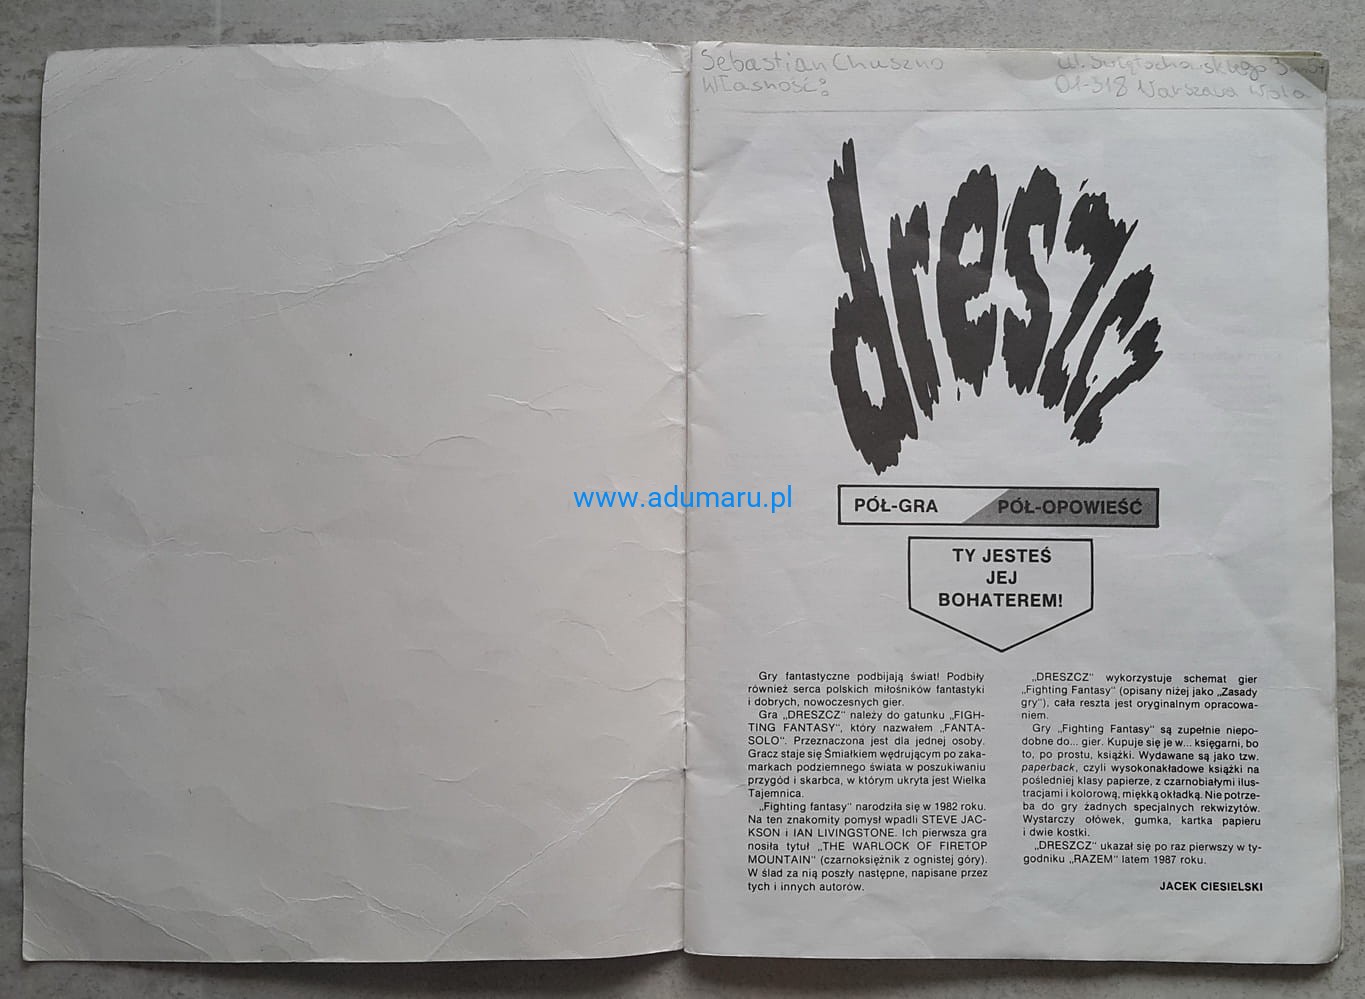 Sebastian Chuszno
Własność:
01-318 Warszawa Wola
dreszcz
PÓŁ-GRA PÓŁ-OPOWIEŚĆ
www.adumaru.pl
TY JESTEŚ
JEJ
BOHATEREM!
Gry fantastyczne podbijają świat! Podbiły
również serca polskich miłośników fantastyki
i dobrych, nowoczesnych gier.
Gra „DRESZCZ" należy do gatunku „FIGH-
TING FANTASY", który nazwałem „FANTA-
SOLO". Przeznaczona jest dla jednej osoby.
Gracz staje się Śmiałkiem wędrującym po zaka-
markach podziemnego świata w poszukiwaniu
przygód i skarbca, w którym ukryta jest Wielka
Tajemnica.
„Fighting fantasy" narodziła się w 1982 roku.
Na ten znakomity pomysł wpadli STEVE JAC-
KSON i IAN LIVINGSTONE. Ich pierwsza gra
nosiła tytuł „THE WARLOCK OF FIRETOP
MOUNTAIN" (czarnoksiężnik z ognistej góry).
W ślad za nią poszły następne, napisane przez
tych i innych autorów.
„DRESZCZ" wykorzystuje schemat gier
„Fighting Fantasy" (opisany niżej jako „Zasady
gry"), cała reszta jest oryginalnym opracowa-
niem.
Gry „Fighting Fantasy" są zupełnie niepo-
dobne do... gier. Kupuje się je w... księgarni, bo
to, po prostu, książki. Wydawane są jako tzw.
paperback, czyli wysokonakładowe książki na
pośledniej klasy papierze, z czarnobiałymi ilus-
tracjami i kolorową, miękką okładką. Nie potrze-
ba do gry żadnych specjalnych rekwizytów.
Wystarczy ołówek, gumka, kartka papieru
i dwie kostki.
„DRESZCZ" ukazał się po raz pierwszy w ty-
godniku „RAZEM" latem 1987 roku.
JACEK CIESIELSKI